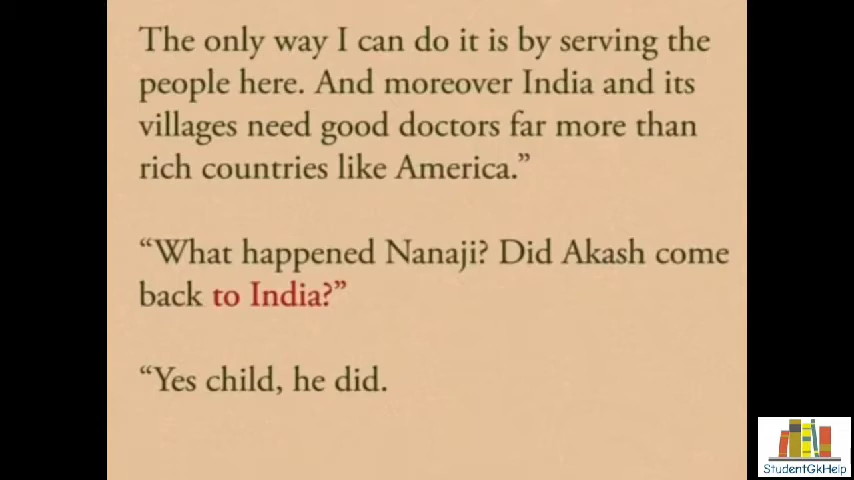 The only way I can do it is by serving the
people here. And moreover India and its
villages need good doctors far more than
rich countries like America.”
“What happened Nanaji? Did Akash come
back to India?”
“Yes child, he did.
StudentGkHelp